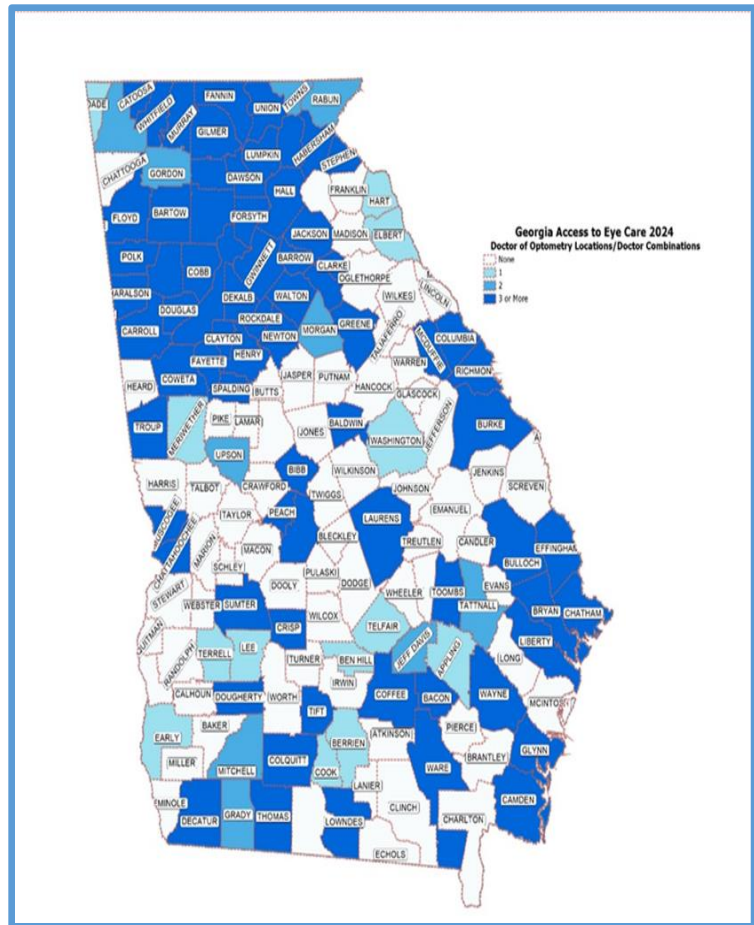 Georgia Access to Eye Care 2024
Doctor of Optometry Locations/Doctor Combinations
None
1
2
3 or More
DADE
CATOOSA
WHITFIELD
MURRAY
FANNIN
UNION
TOWNS
RABUN
GILMER
HABERSHAM
STEPHEN
LUMPKIN
CHATTOOGA
GORDON
DAWSON
HALL
FRANKLIN
HART
FLOYD
BARTOW
FORSYTH
JACKSON
MADISON
ELBERT
POLK
COBB
GWINNETT
BARROW
CLARKE
OGLETHORPE
HARALSON
DEKALB
WALTON
WILKES
LINCOLN
DOUGLAS
ROCKDALE
MORGAN
GREENE
TALIAFERRO
MCDUFFIE
COLUMBIA
CARROLL
CLAYTON
NEWTON
FAYETTE
HENRY
WARREN
RICHMON
HEARD
COWETA
SPALDING
BUTTS
JASPER
PUTNAM
HANCOCK
GLASCOCK
TROUP
MERIWETHER
PIKE
LAMAR
JONES
BALDWIN
WASHINGTON
JEFFERSON
BURKE
UPSON
BIBB
WILKINSON
HARRIS
TALBOT
CRAWFORD
TWIGGS
JOHNSON
JENKINS
SCREVEN
MUSCOGEE
TAYLOR
PEACH
LAURENS
EMANUEL
CHATTAHOOCHEE
MARION
MACON
BLECKLEY
TREUTLEN
CANDLER
BULLOCH
EFFINGHA
SCHLEY
STEWART
WEBSTER
SUMTER
DOOLY
PULASKI
DODGE
WHEELER
TOOMBS
EVANS
TATTNALL
BRYAN
CHATHAM
QUITMAN
RANDOLPH
TERRELL
LEE
CRISP
WILCOX
TELFAIR
JEFF DAVIS
APPLING
LIBERTY
LONG
TURNER
BEN HILL
CALHOUN
DOUGHERTY
WORTH
IRWIN
COFFEE
BACON
WAYNE
MCINTOS
TIFT
EARLY
BAKER
BERRIEN
ATKINSON
PIERCE
MILLER
MITCHELL
COLQUITT
COOK
WARE
BRANTLEY
GLYNN
EMINOLE
DECATUR
GRADY
THOMAS
LOWNDES
LANIER
CLINCH
CHARLTON
CAMDEN
ECHOLS